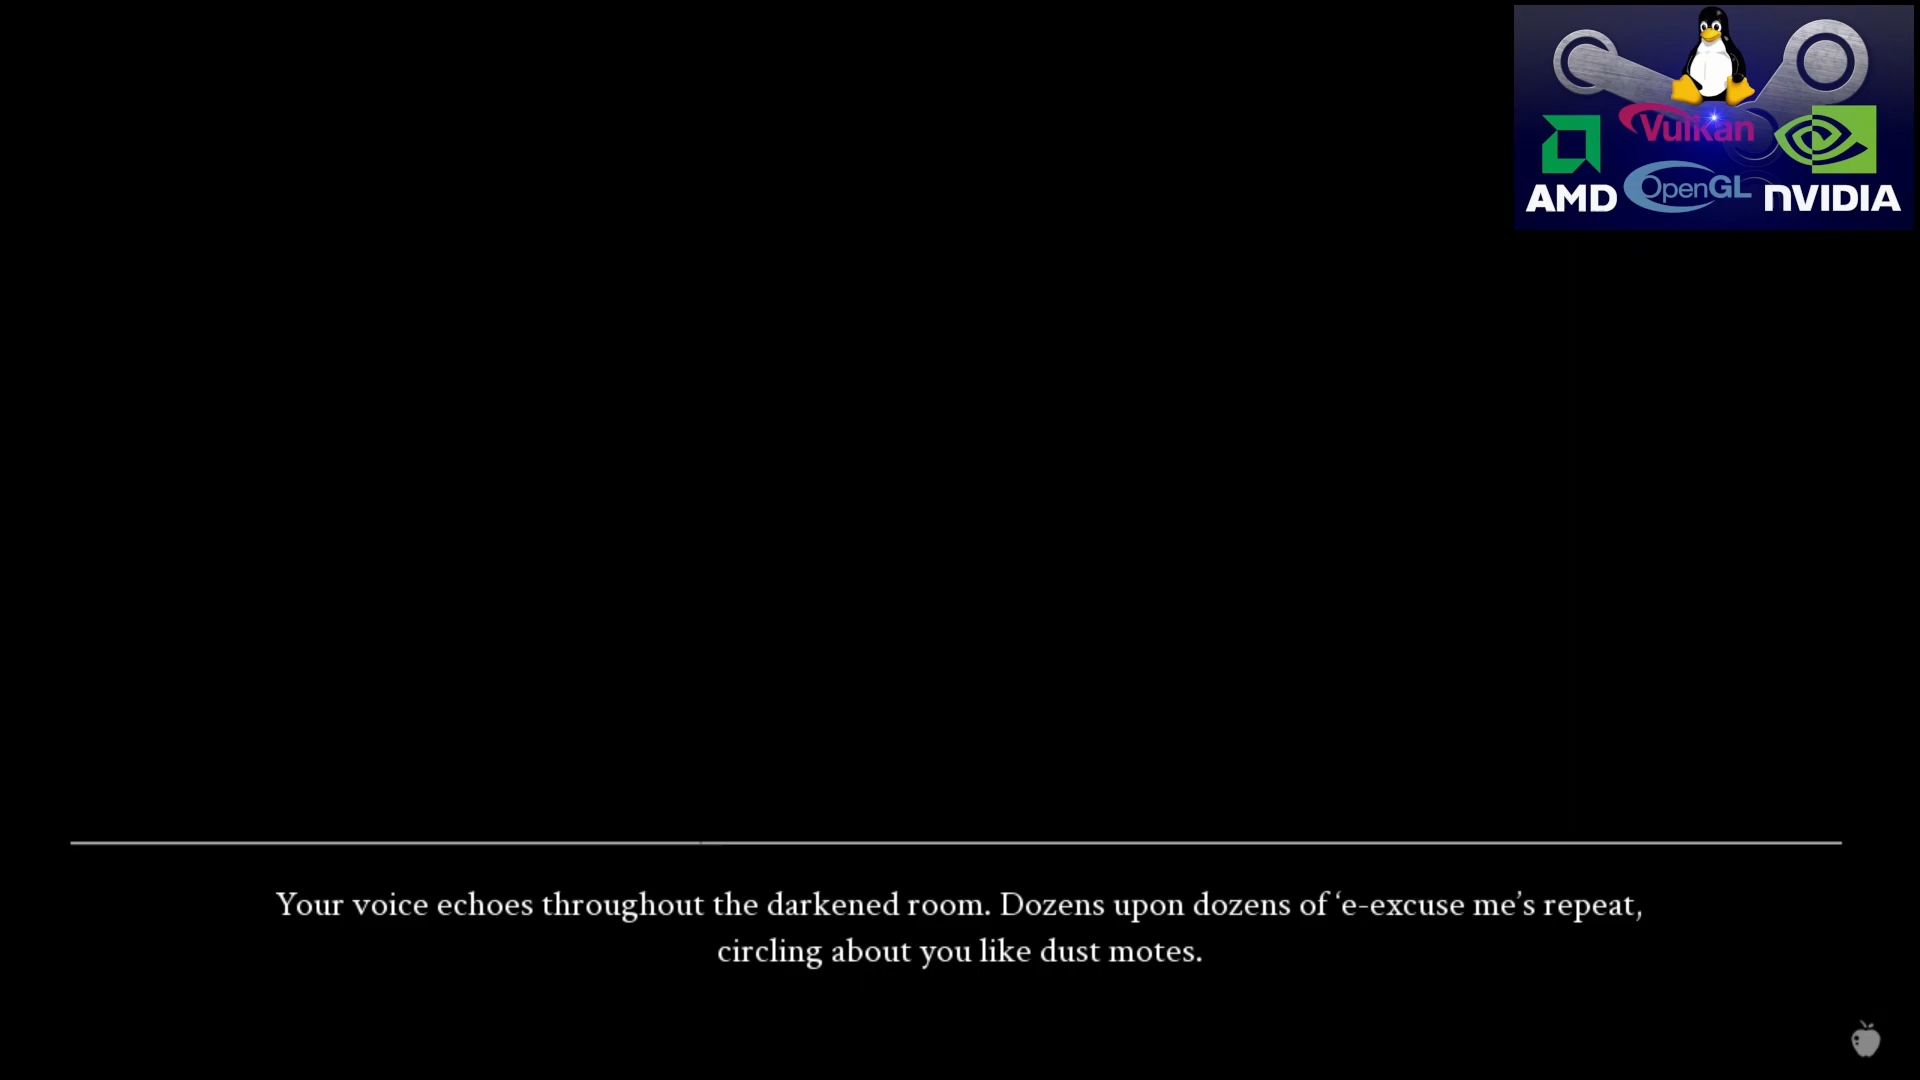 Vulkan
AMD
OpenGL
NVIDIA
Your voice echoes throughout the darkened room. Dozens upon dozens of ‘e-excuse me’s repeat,
circling about you like dust motes.